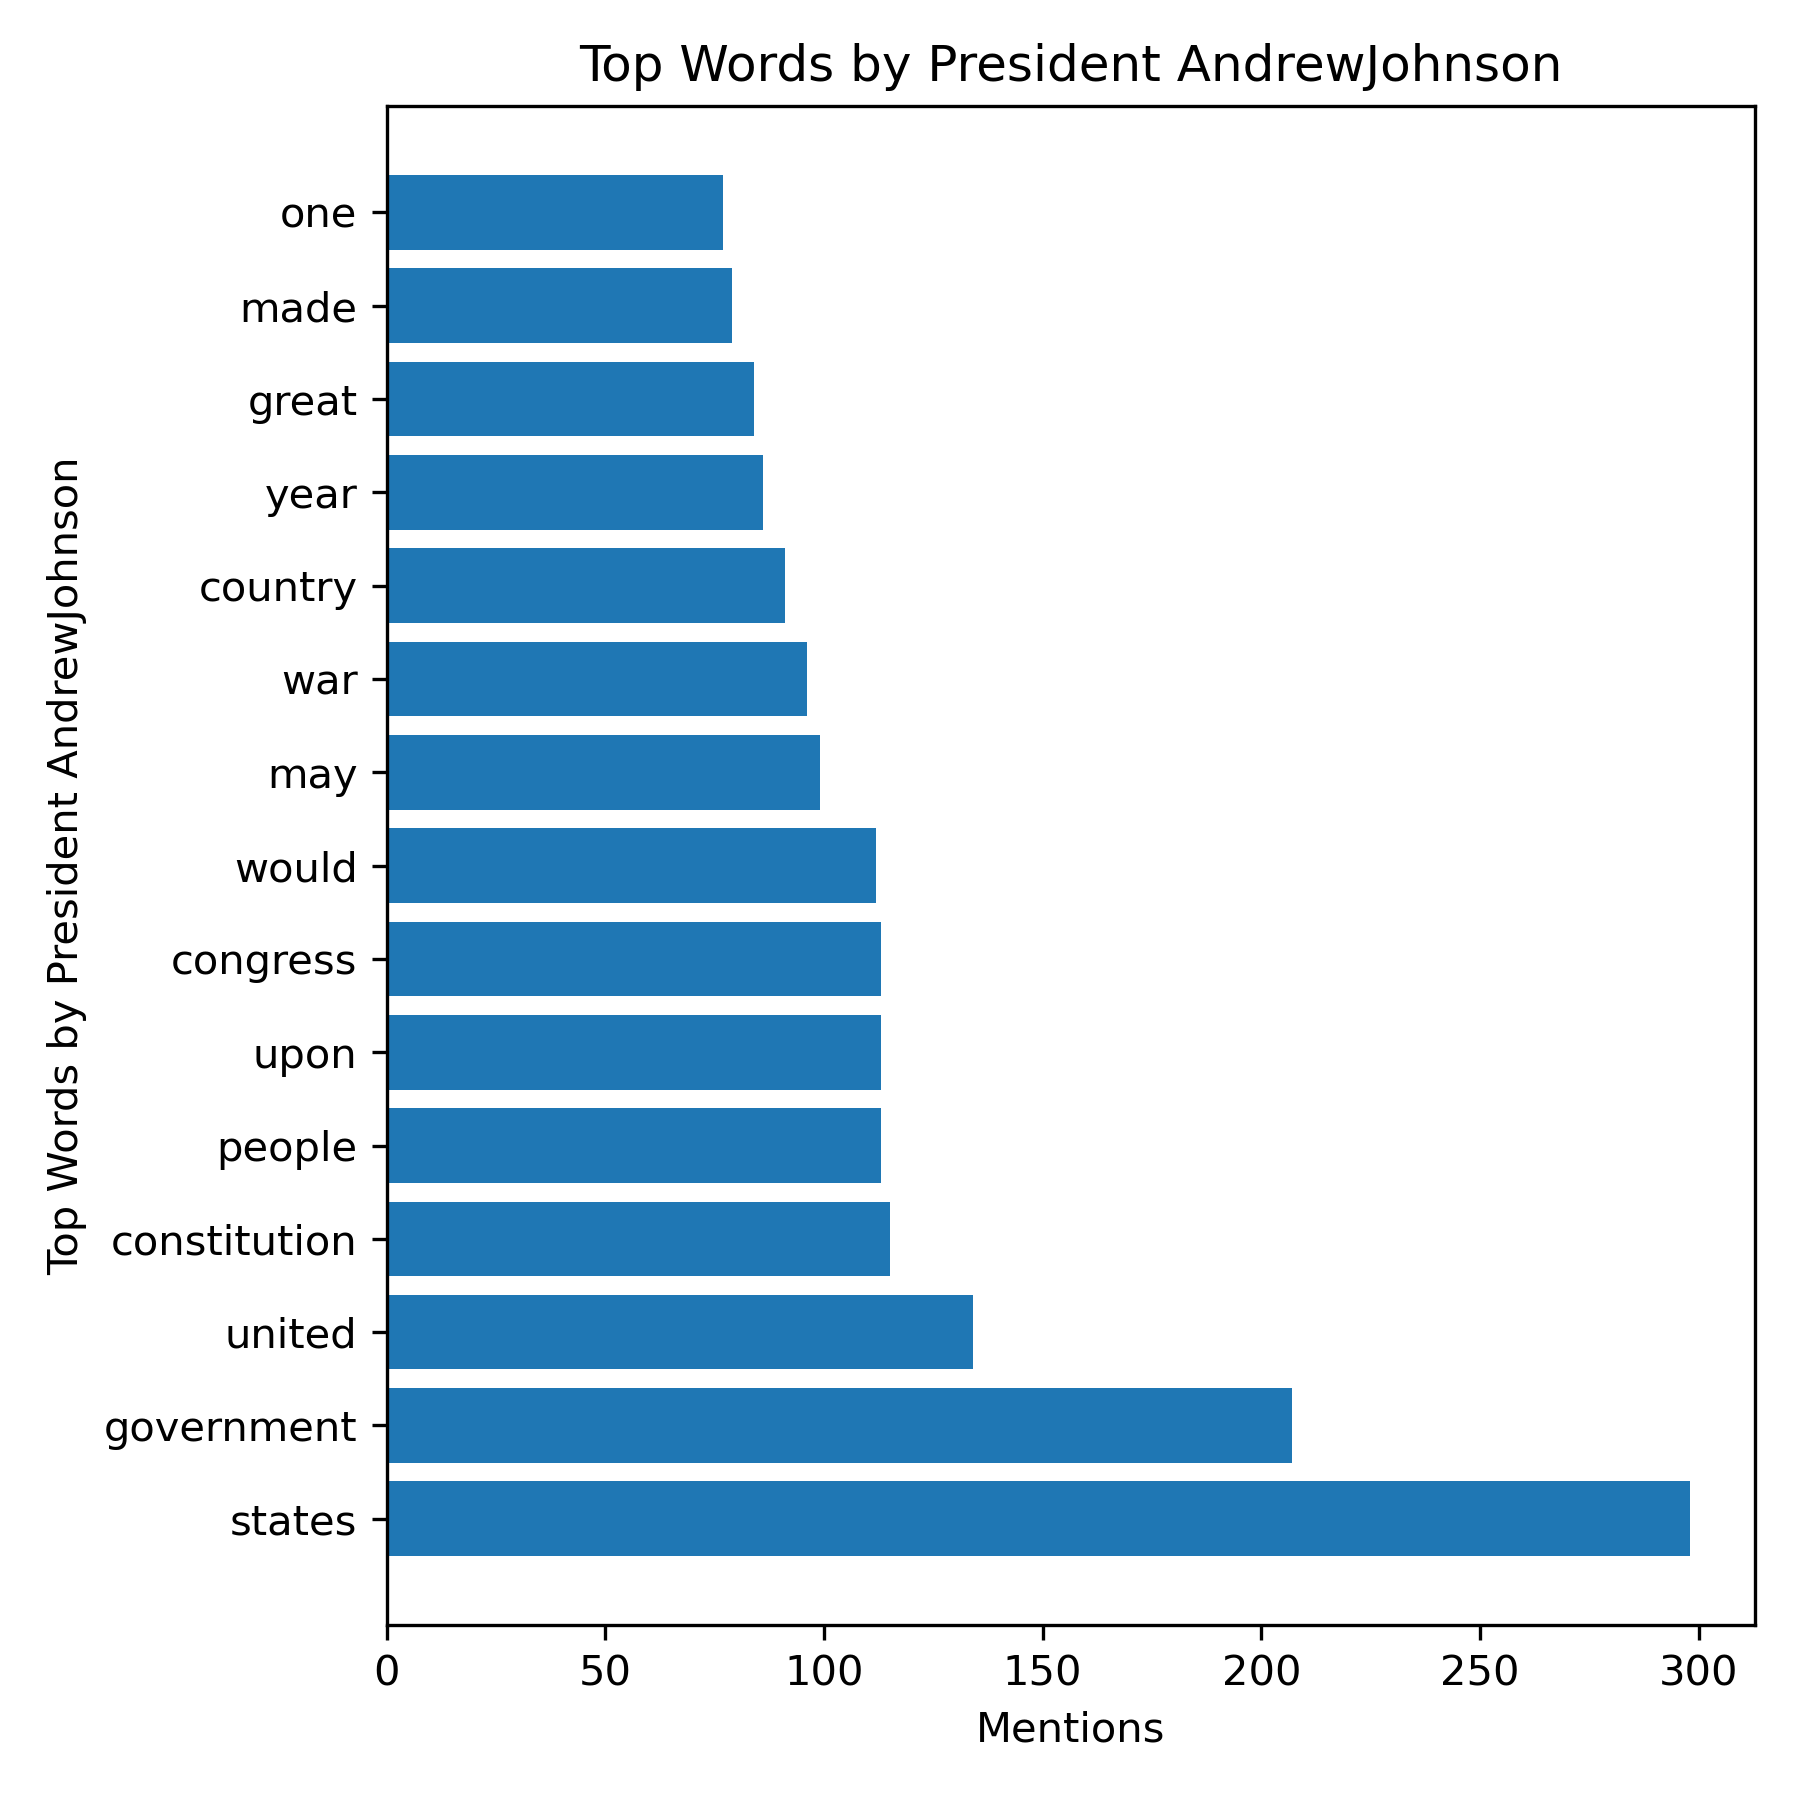 Top Words by President AndrewJohnson
Top Words by President AndrewJohnson
one
made
great
year
country
war
may
would
congress
upon
people
constitution
united
government
states
0 50 100 150 200 250 300
Mentions